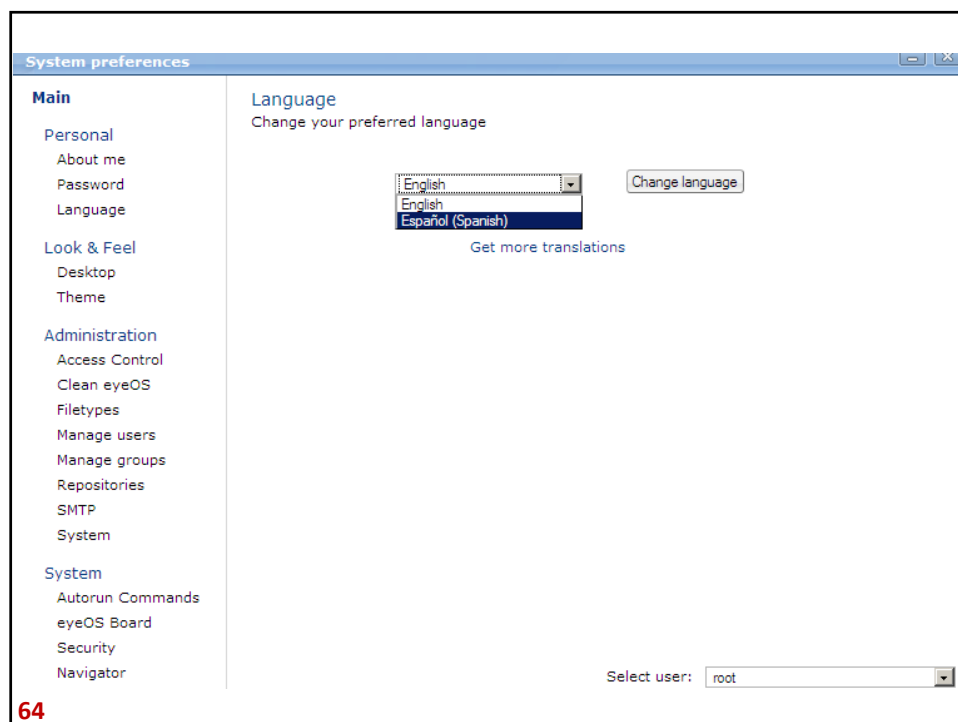 System preferences
Main
Personal
About me
Password
Language
Look & Feel
Desktop
Theme
Administration
Access Control
Clean eyeOS
Filetypes
Manage users
Manage groups
Repositories
SMTP
System
System
Autorun Commands
eyeOS Board
Security
Navigator
Language
Change your preferred language
English
Change language
English
Español (Spanish)
Get more translations
Select user: root
64